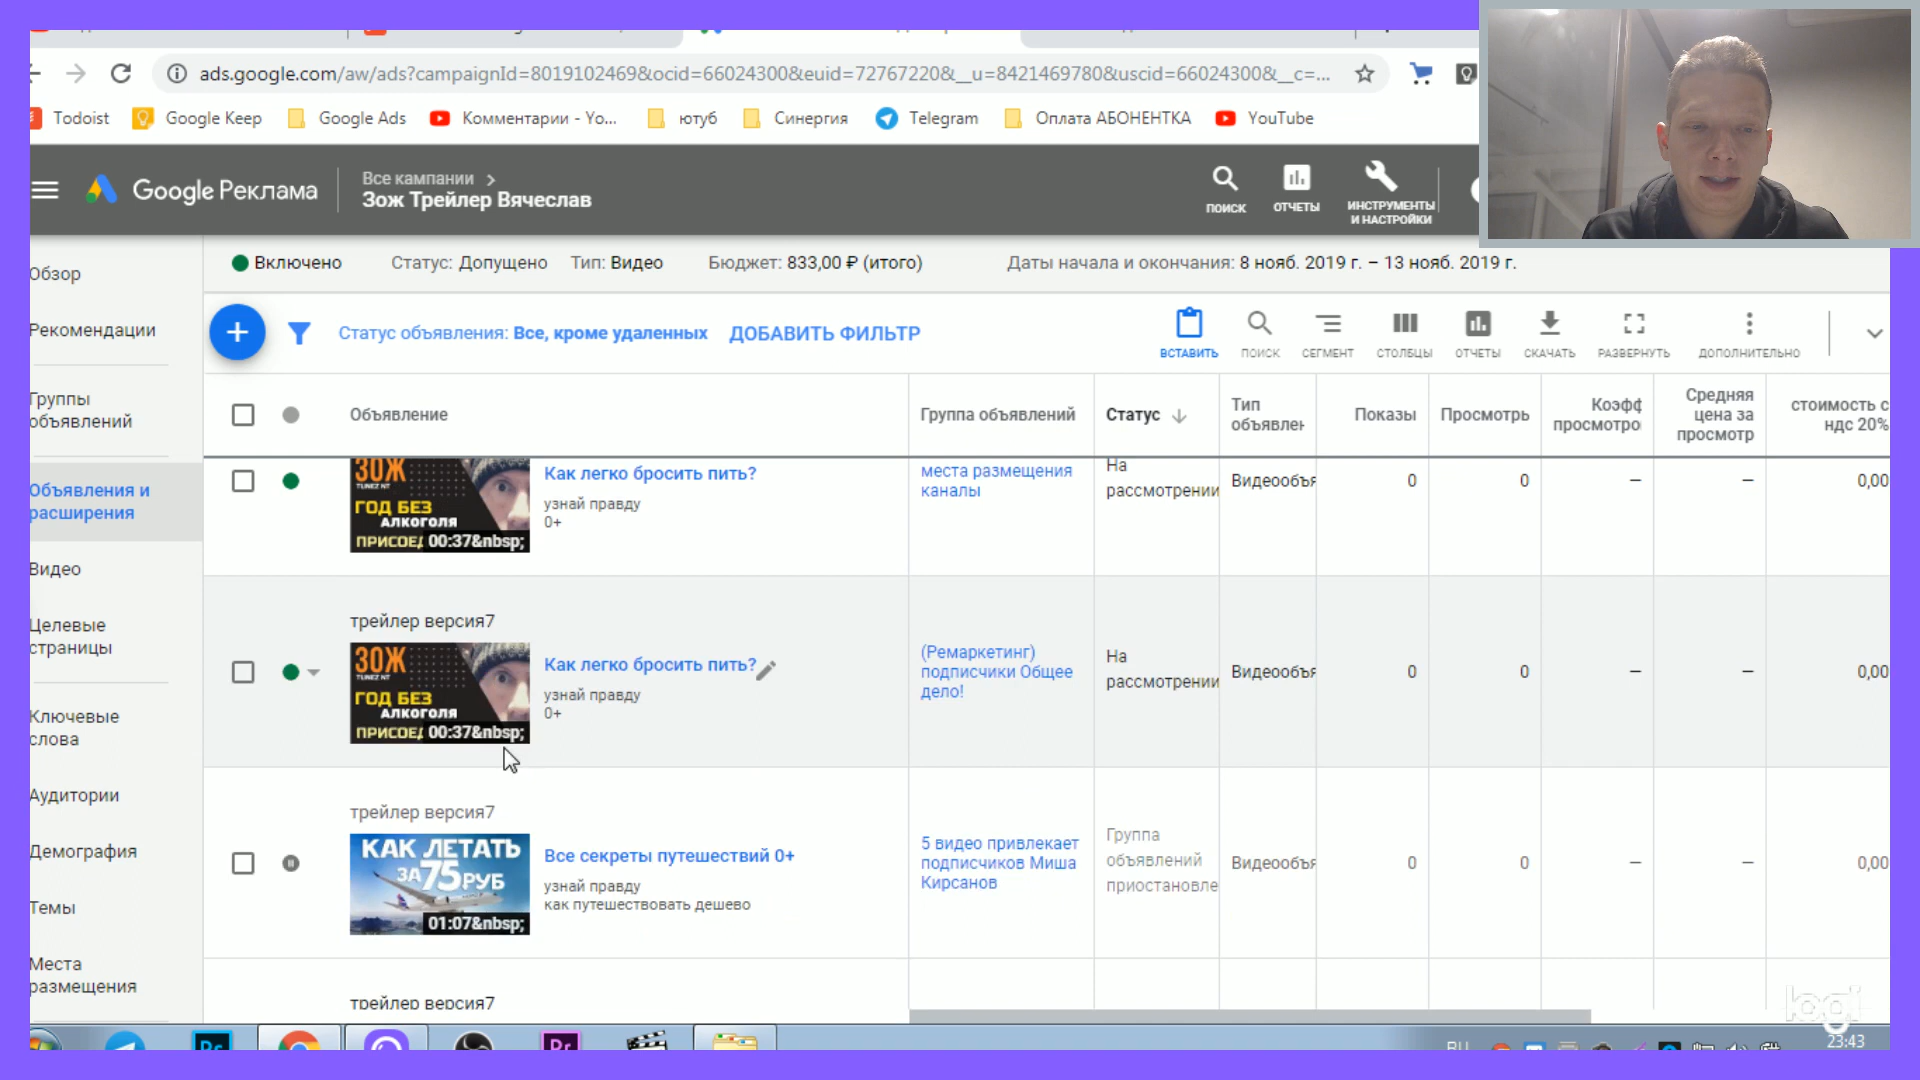 ads.google.com/aw/ads?campaignId=8019102469&ocid=66024300&euid=72767220&__u=8421469780&uscid=66024300&__c=...
Todoist
Google Keep
Google Ads
Комментарии - Yo...
ютуб
Синергия
Telegram
Оплата АБОНЕНТКА
YouTube
Google Реклама
Все кампании >
Зож Трейлер Вячеслав
ПОИСК
ОТЧЕТЫ
ИНСТРУМЕНТЫ
И НАСТРОЙКИ
Включено
Статус: Допущено
Тип: Видео
Бюджет: 833,00 ₽ (итого)
Даты начала и окончания: 8 нояб. 2019 г. – 13 нояб. 2019 г.
Обзор
Рекомендации
Группы
объявлений
Объявления и
расширения
Видео
Целевые
страницы
Ключевые
слова
Аудитории
Демография
Темы
Места
размещения
Статус объявления: Все, кроме удаленных
ДОБАВИТЬ ФИЛЬТР
ВСТАВИТЬ
ПОИСК
СЕГМЕНТ
СТОЛБЦЫ
ОТЧЕТЫ
СКАЧАТЬ
РАЗВЕРНУТЬ
ДОПОЛНИТЕЛЬНО
Объявление
Группа объявлений
Статус
Тип
объявлен
Показы
Просмотры
Коэфф
просмотро
Средняя
цена за
просмотр
стоимость с
ндс 20%
ЗОЖ
TUNEZ NT
ГОД БЕЗ
АЛКОГОЛЯ
ПРИСОЕД 00:37&nbsp;
Как легко бросить пить?
узнай правду
0+
места размещения
каналы
На
рассмотрении
Видеообъя
0
0
—
—
0,00
трейлер версия7
ЗОЖ
TUNEZ NT
ГОД БЕЗ
АЛКОГОЛЯ
ПРИСОЕД 00:37&nbsp;
Как легко бросить пить?
узнай правду
0+
(Ремаркетинг)
подписчики Общее
дело!
На
рассмотрении
Видеообъя
0
0
—
—
0,00
трейлер версия7
КАК ЛЕТАТЬ
ЗА 75 РУБ
01:07&nbsp;
Все секреты путешествий 0+
узнай правду
как путешествовать дешево
5 видео привлекает
подписчиков Миша
Кирсанов
Группа
объявлений
приостановле
Видеообъя
0
0
—
—
0,00
трейлер версия7
logi
RU
23:43